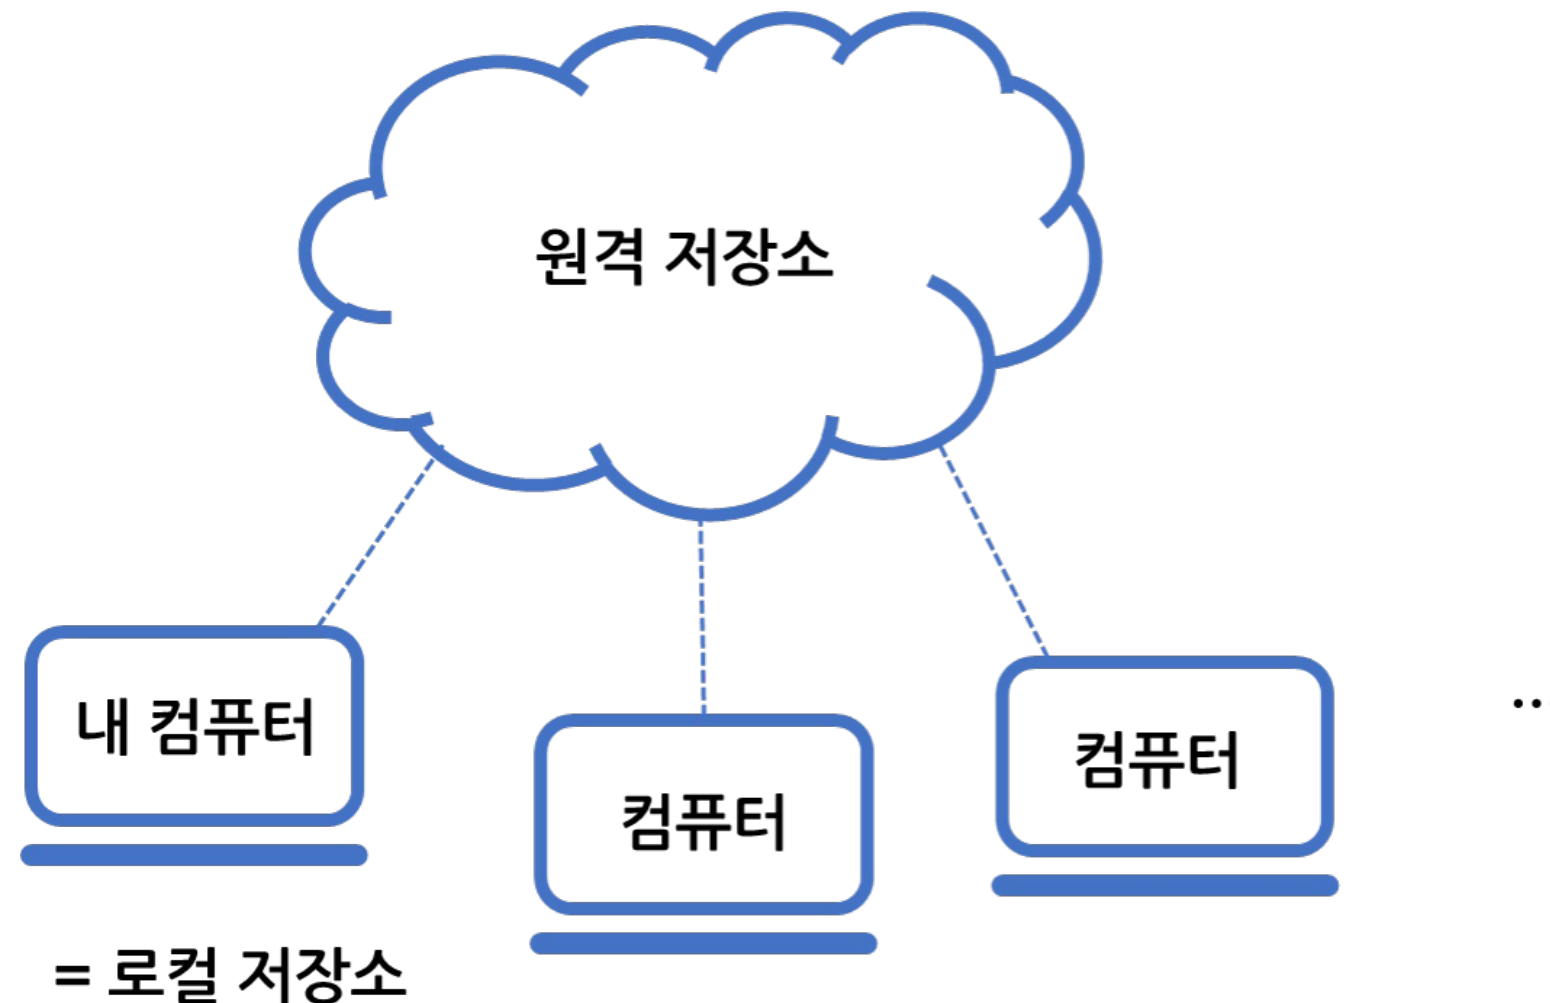 원격 저장소
내 컴퓨터
컴퓨터
컴퓨터
..
= 로컬 저장소